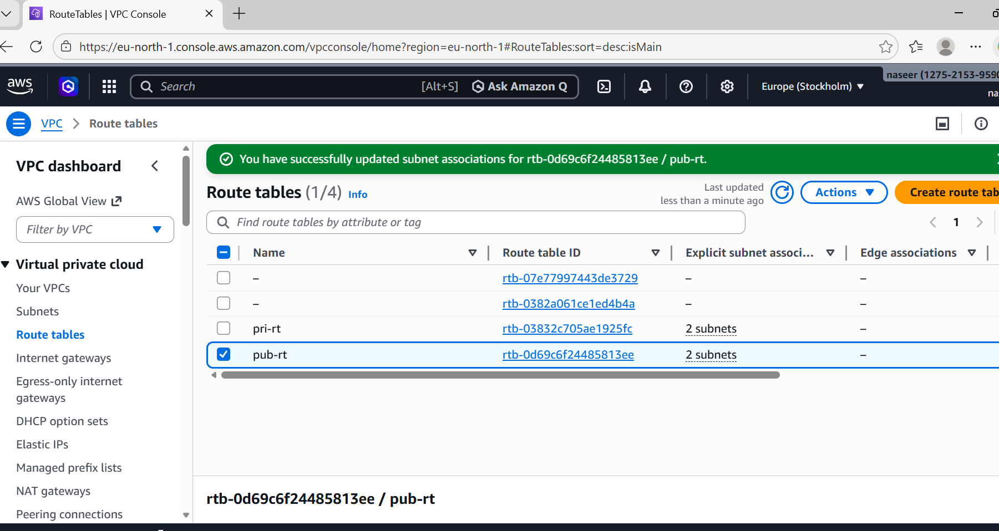 RouteTables | VPC Console
https://eu-north-1.console.aws.amazon.com/vpcconsole/home?region=eu-north-1#RouteTables:sort=desc:isMain
aws
Search
[Alt+S]
Ask Amazon Q
Europe (Stockholm)
naseer (1275-2153-9590
VPC
Route tables
VPC dashboard
AWS Global View
Filter by VPC
Virtual private cloud
Your VPCs
Subnets
Route tables
Internet gateways
Egress-only internet
gateways
DHCP option sets
Elastic IPs
Managed prefix lists
NAT gateways
Peering connections
You have successfully updated subnet associations for rtb-0d69c6f24485813ee / pub-rt.
Route tables (1/4) Info
Last updated
less than a minute ago
Actions
Create route tab
Find route tables by attribute or tag
1
Name Route table ID Explicit subnet associ... Edge associations
– rtb-07e77997443de3729 – –
– rtb-0382a061ce1ed4b4a – –
pri-rt rtb-03832c705ae1925fc 2 subnets –
pub-rt rtb-0d69c6f24485813ee 2 subnets –
rtb-0d69c6f24485813ee / pub-rt